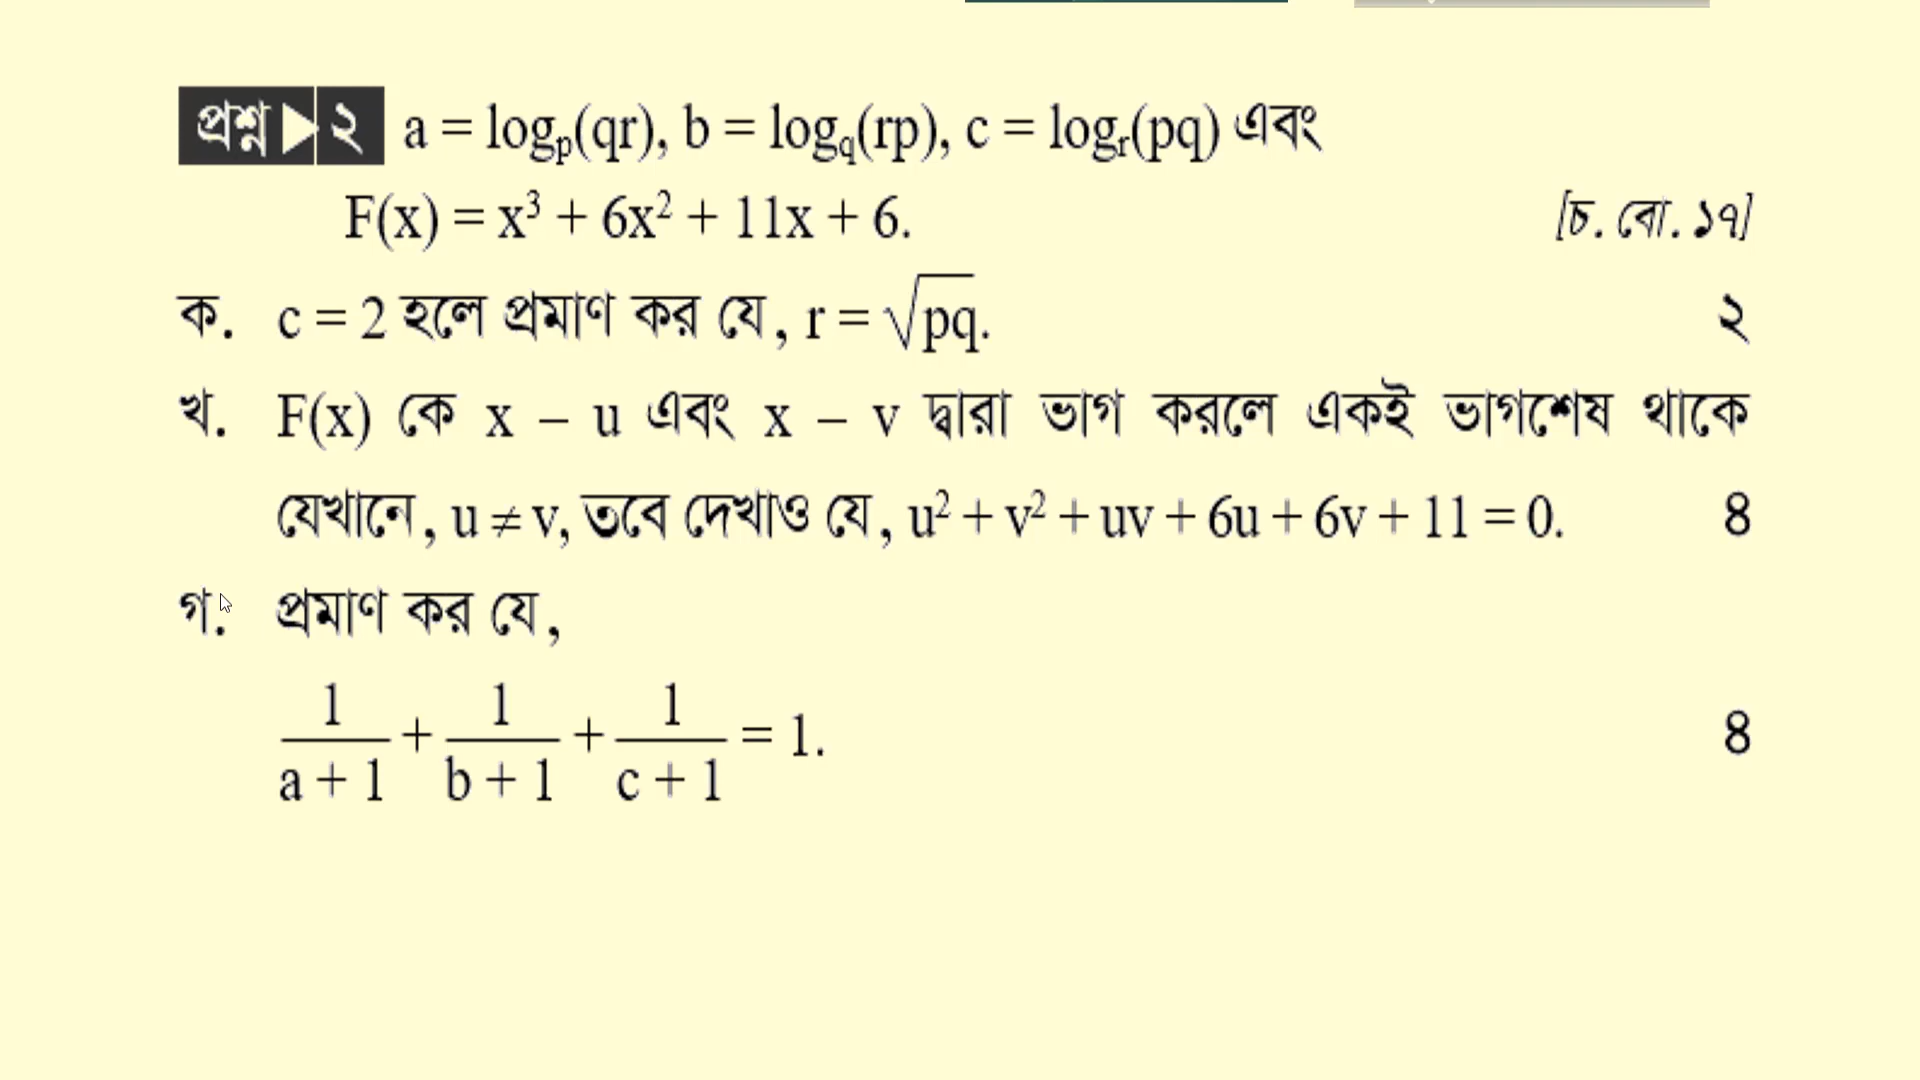 প্রশ্ন ▶ ২ a = logₚ(qr), b = log_q(rp), c = logᵣ(pq) এবং
F(x) = x³ + 6x² + 11x + 6. [চ. বো. ১৭]
ক. c = 2 হলে প্রমাণ কর যে, r = √pq. ২
খ. F(x) কে x – u এবং x – v দ্বারা ভাগ করলে একই ভাগশেষ থাকে
যেখানে, u ≠ v, তবে দেখাও যে, u² + v² + uv + 6u + 6v + 11 = 0. ৪
গ. প্রমাণ কর যে,
1/(a + 1) + 1/(b + 1) + 1/(c + 1) = 1. ৪